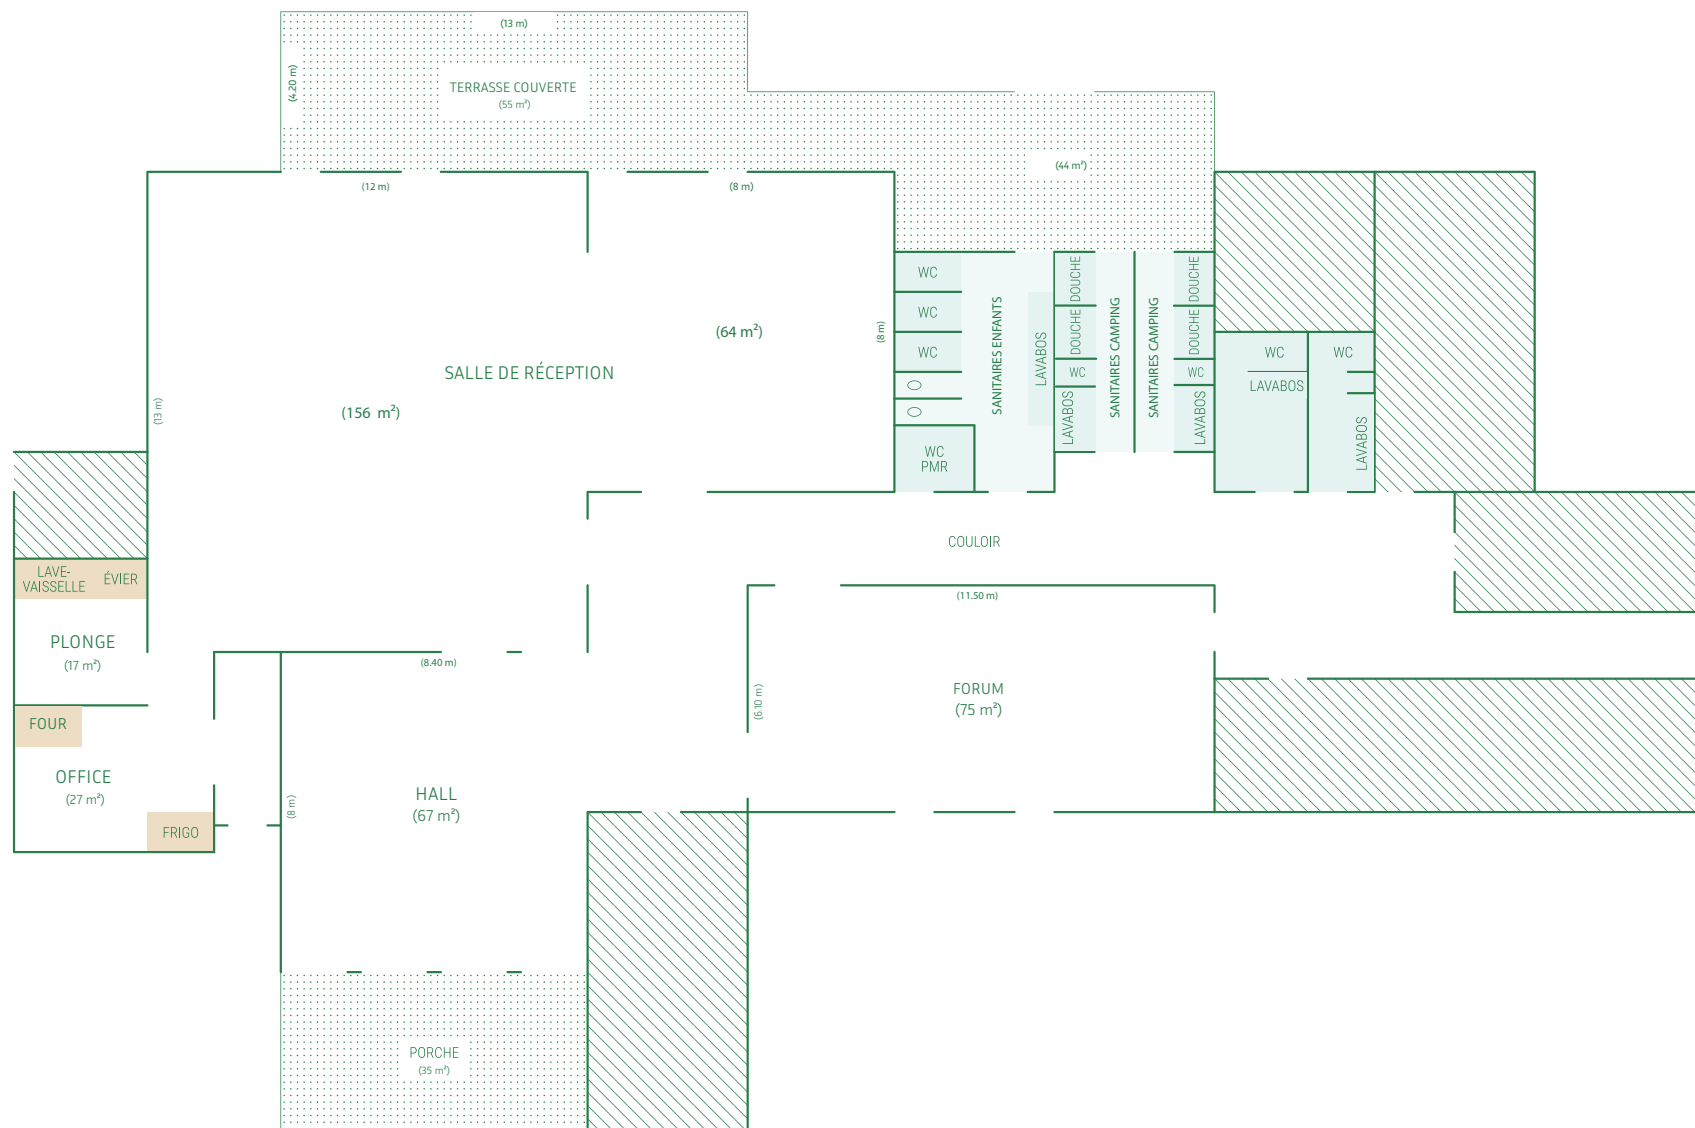 (13 m)
(4.20 m)
TERRASSE COUVERTE
(55 m²)
(44 m²)
(12 m)
(8 m)
(13 m)
SALLE DE RÉCEPTION
(156 m²)
(64 m²)
(8 m)
WC
WC
WC
WC
PMR
SANITAIRES ENFANTS
LAVABOS
DOUCHE
DOUCHE
WC
LAVABOS
SANITAIRES CAMPING
SANITAIRES CAMPING
DOUCHE
DOUCHE
WC
LAVABOS
WC
LAVABOS
WC
LAVABOS
COULOIR
LAVE-
VAISSELLE
ÉVIER
PLONGE
(17 m²)
FOUR
OFFICE
(27 m²)
FRIGO
(8.40 m)
(8 m)
HALL
(67 m²)
(11.50 m)
(6.10 m)
FORUM
(75 m²)
PORCHE
(35 m²)